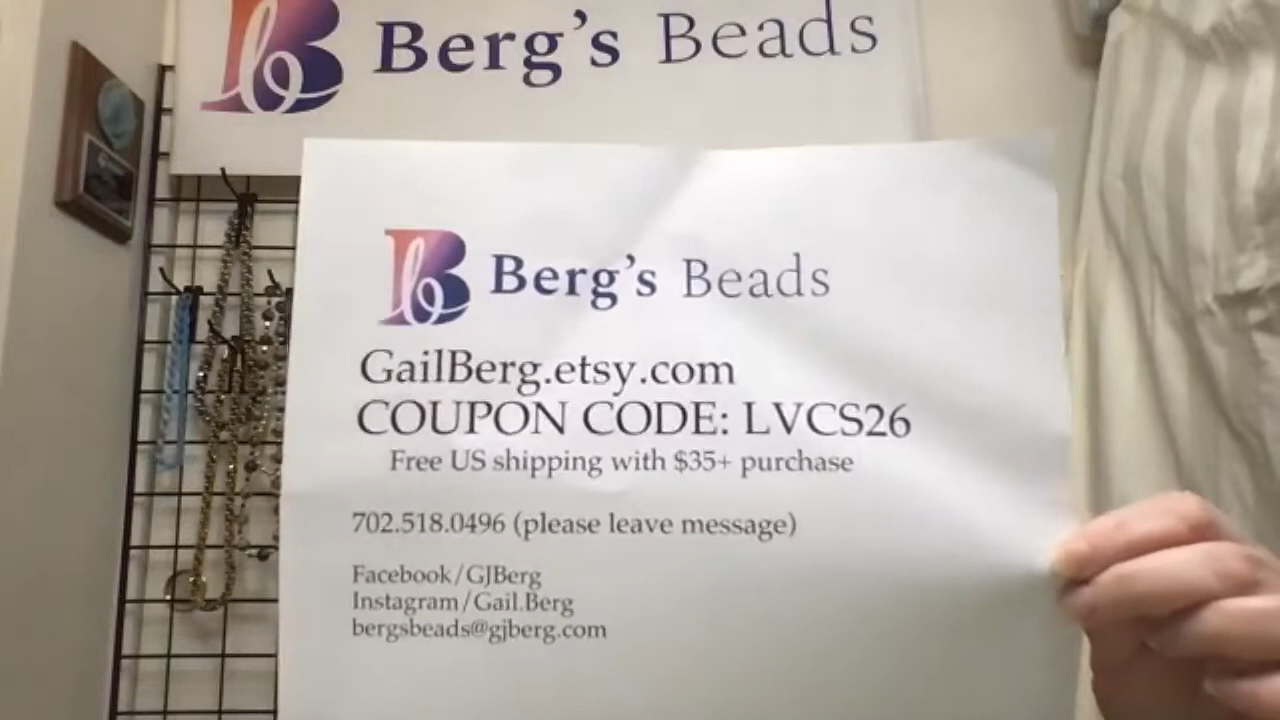 Berg's Beads
Berg's Beads
GailBerg.etsy.com
COUPON CODE: LVCS26
Free US shipping with $35+ purchase
702.518.0496 (please leave message)
Facebook/GJBerg
Instagram/Gail.Berg
bergsbeads@gjberg.com